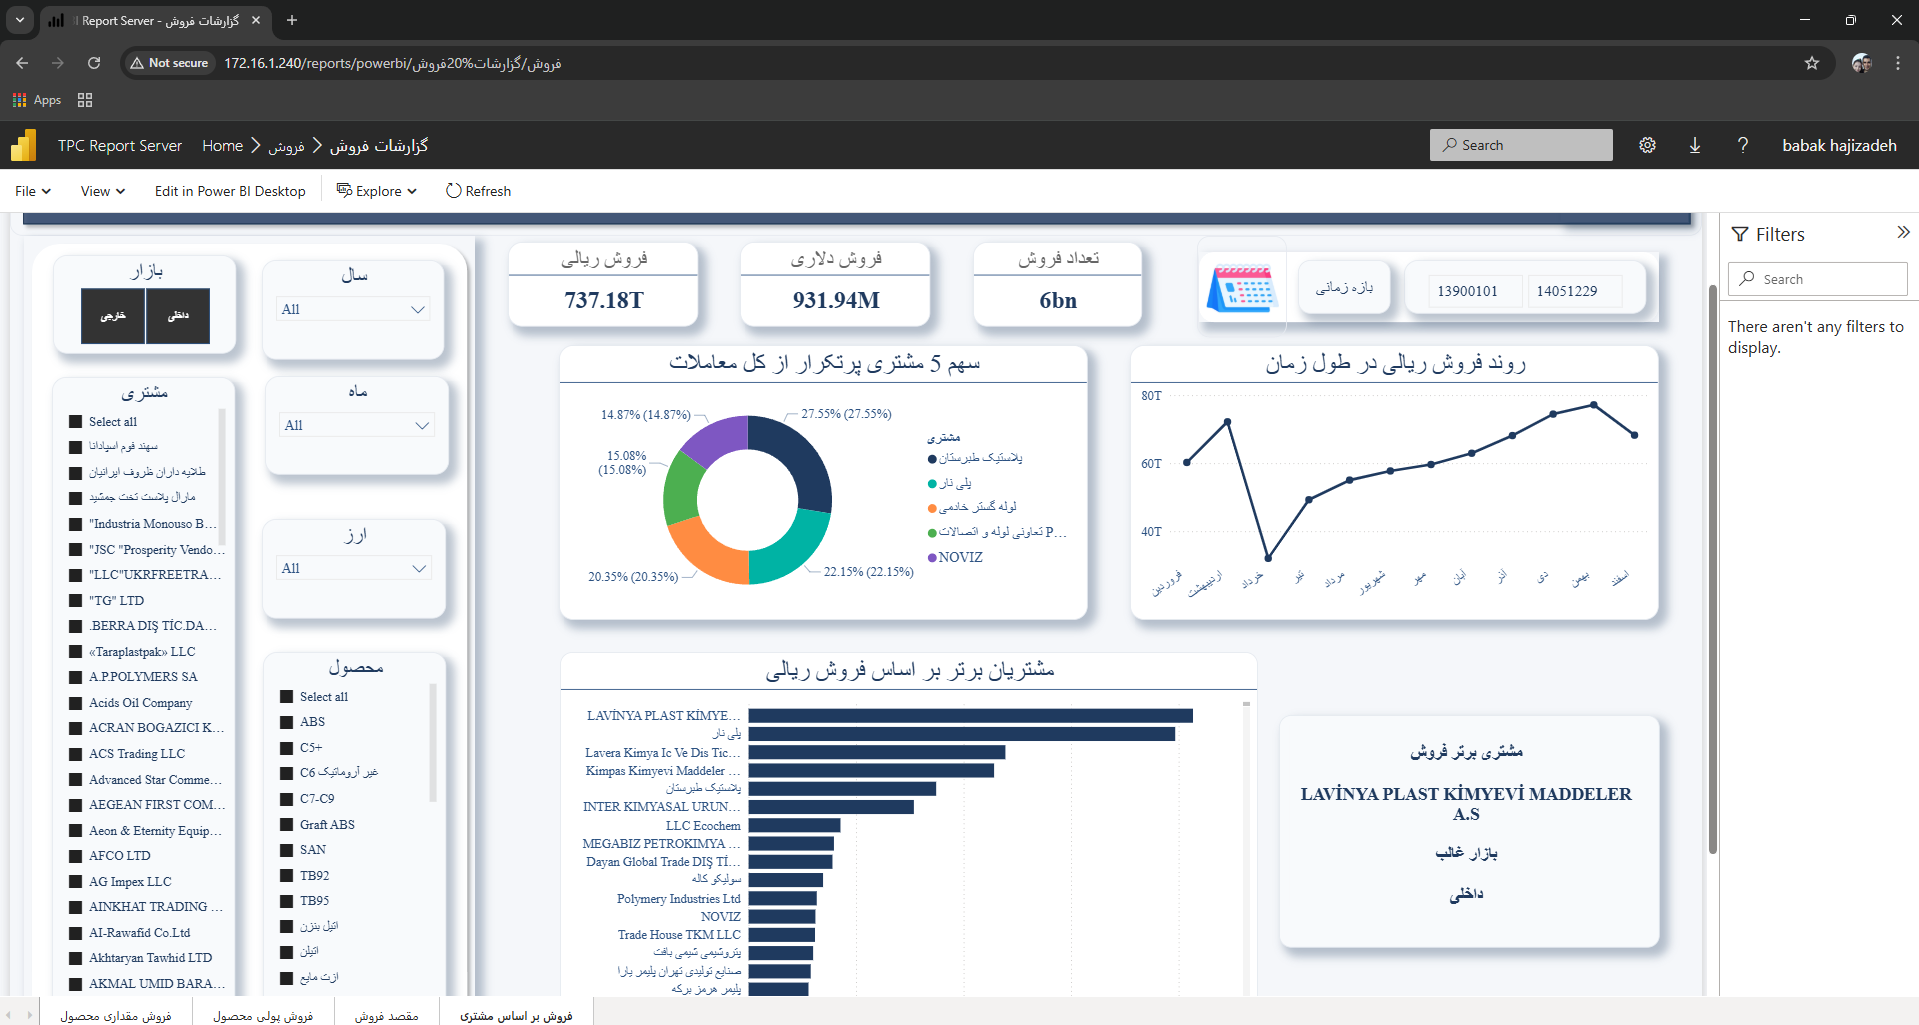 Report Server - گزارشات فروش
Not secure
172.16.1.240/reports/powerbi/فروش/گزارشات%20فروش
Apps
TPC Report Server
Home > فروش > گزارشات فروش
Search
babak hajizadeh
File
View
Edit in Power BI Desktop
Explore
Refresh
بازار
خارجی
داخلی
سال
All
ماه
All
ارز
All
مشتری
Select all
سهند فوم اسپادانا
طلایه داران ظروف ایرانیان
مارال پلاست تخت جمشید
"Industria Monouso B...
"JSC "Prosperity Vendo...
"LLC"UKRFREETRA...
"TG" LTD
.BERRA DIŞ TİC.DA...
«Taraplastpak» LLC
A.P.POLYMERS SA
Acids Oil Company
ACRAN BOGAZICI K...
ACS Trading LLC
Advanced Star Comme...
AEGEAN FIRST COM...
Aeon & Eternity Equip...
AFCO LTD
AG Impex LLC
AINKHAT TRADING ...
AI-Rawafid Co.Ltd
Akhtaryan Tawhid LTD
AKMAL UMID BARA...
محصول
Select all
ABS
C5+
C6 غیر آروماتیک
C7-C9
Graft ABS
SAN
TB92
TB95
اتیل بنزن
اتیلن
ازت مایع
فروش ریالی
737.18T
فروش دلاری
931.94M
تعداد فروش
6bn
بازه زمانی
13900101
14051229
سهم 5 مشتری پرتکرار از کل معاملات
14.87% (14.87%)
27.55% (27.55%)
15.08%
(15.08%)
20.35% (20.35%)
22.15% (22.15%)
مشتری
پلاستیک طبرستان
پلی نار
لوله گستر خادمی
تعاونی لوله و اتصالات P...
NOVIZ
روند فروش ریالی در طول زمان
80T
60T
40T
فروردین
اردیبهشت
خرداد
تیر
مرداد
شهریور
مهر
آبان
آذر
دی
بهمن
اسفند
مشتریان برتر بر اساس فروش ریالی
LAVİNYA PLAST KİMYE...
پلی نار
Lavera Kimya Ic Ve Dis Tic...
Kimpas Kimyevi Maddeler ...
پلاستیک طبرستان
INTER KIMYASAL URUN...
LLC Ecochem
MEGABIZ PETROKIMYA ...
Dayan Global Trade DIŞ Tİ...
سولیکو کاله
Polymery Industries Ltd
NOVIZ
Trade House TKM LLC
پتروشیمی شیمی بافت
صنایع تولیدی تهران پلیمر یارا
پلیمر هرمز برکه
مشتری برتر فروش
LAVİNYA PLAST KİMYEVİ MADDELER
A.S
بازار غالب
داخلی
Filters
Search
There aren't any filters to
display.
فروش مقداری محصول
فروش پولی محصول
مقصد فروش
فروش بر اساس مشتری